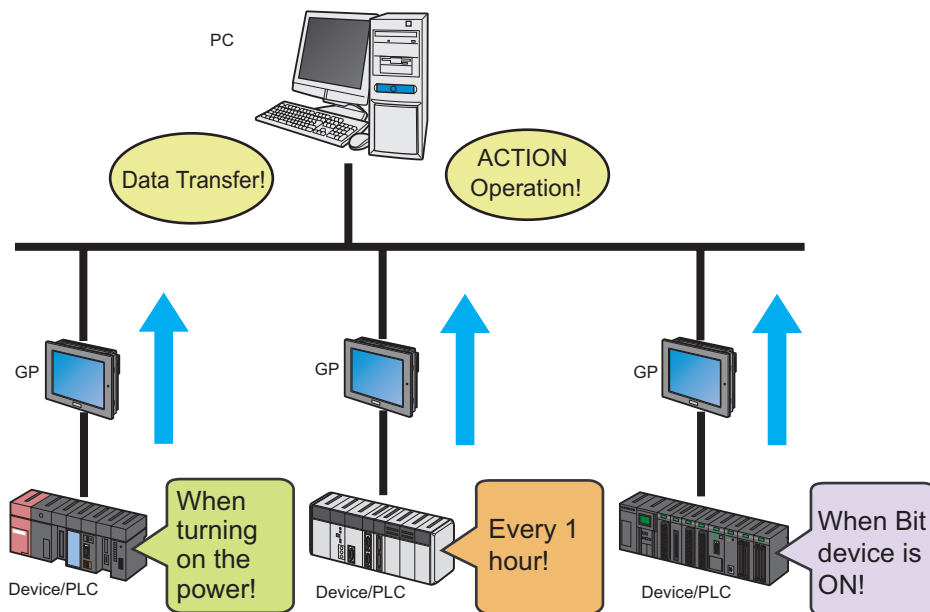 PC
Data Transfer!
ACTION
Operation!
GP
GP
GP
When
turning
on the
power!
Every 1
hour!
When Bit
device is
ON!
Device/PLC
Device/PLC
Device/PLC